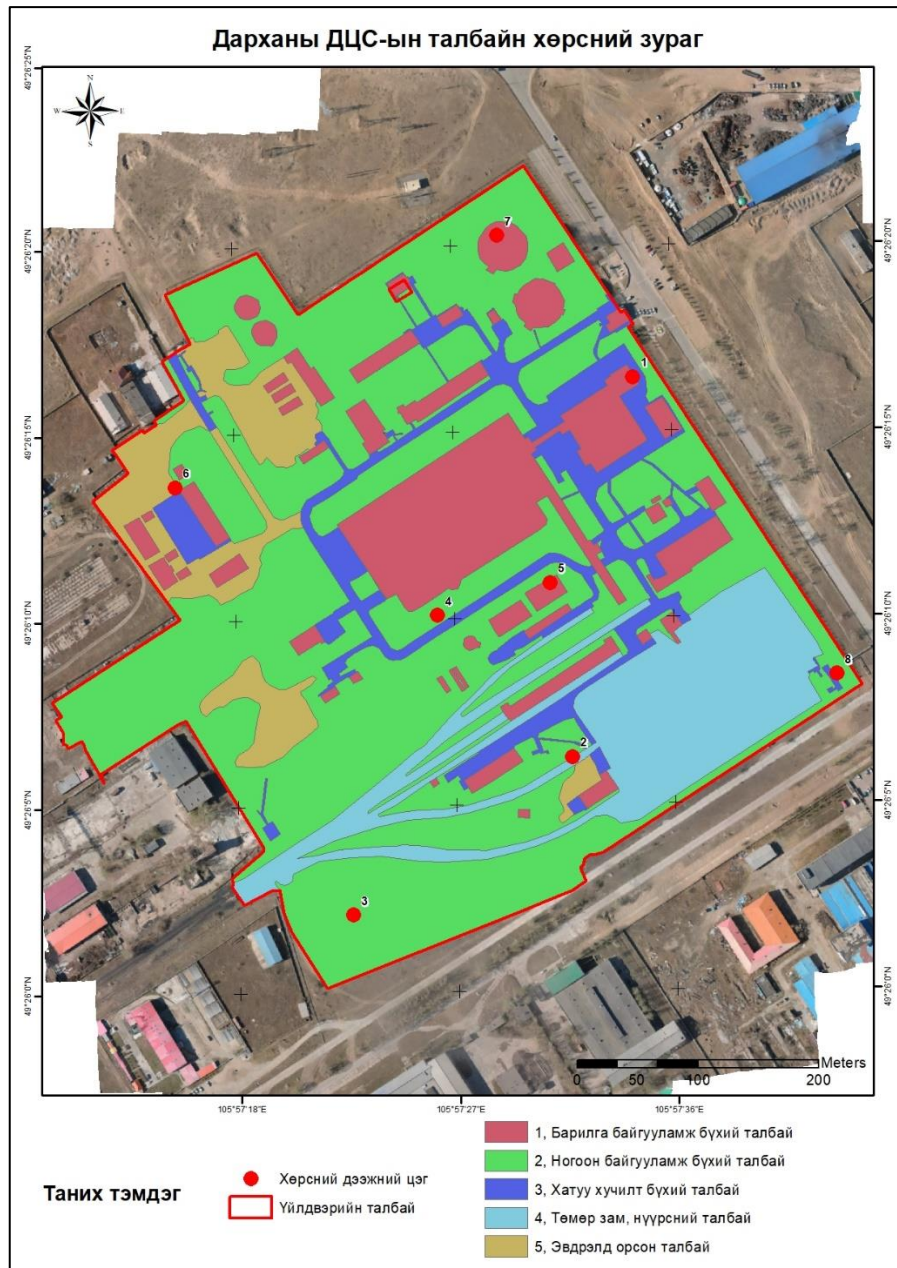 Дарханы ДЦС-ын талбайн хөрсний зураг
49°26'25"N
N
W E
S
7
49°26'20"N 49°26'20"N
1
49°26'15"N 49°26'15"N
6
5
49°26'10"N 4 49°26'10"N
8
2
49°26'5"N 49°26'5"N
3
49°26'0"N 49°26'0"N
Meters
0 50 100 200
105°57'18"E 105°57'27"E 105°57'36"E
Таних тэмдэг
Хөрсний дээжний цэг
Үйлдвэрийн талбай
1, Барилга байгууламж бүхий талбай
2, Ногоон байгууламж бүхий талбай
3, Хатуу хучилт бүхий талбай
4, Төмөр зам, нүүрсний талбай
5, Эвдрэлд орсон талбай